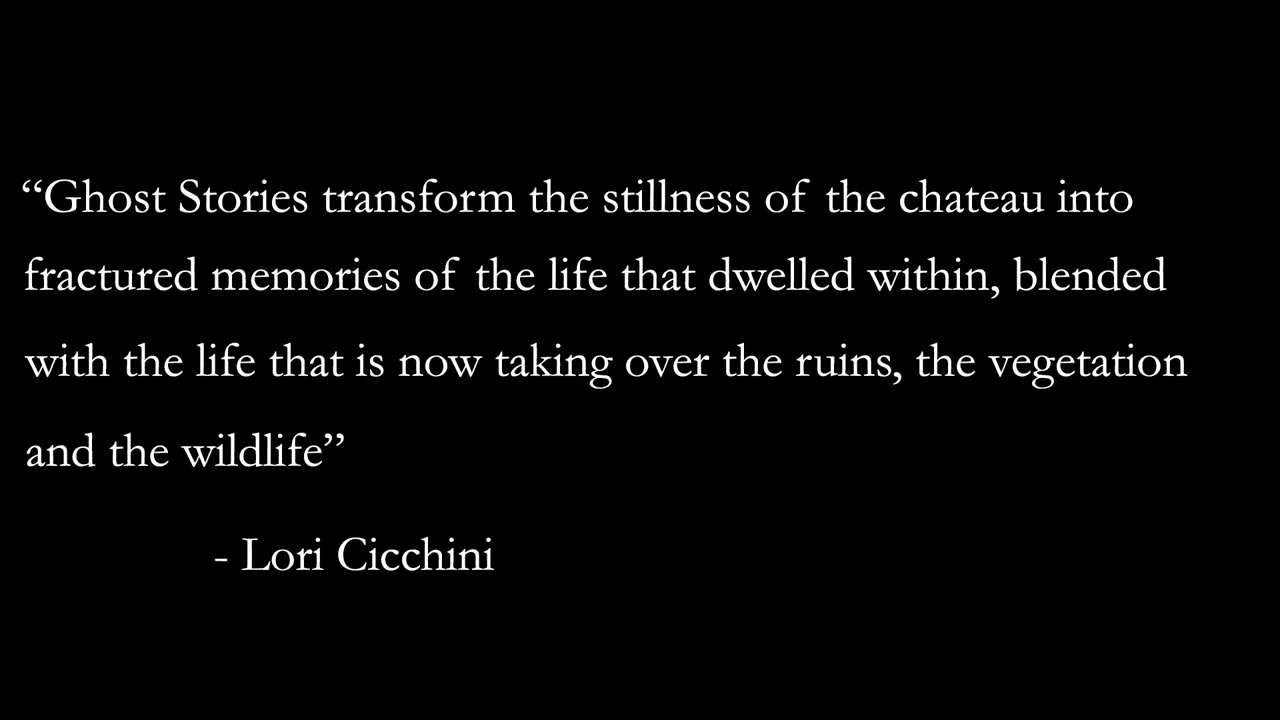 “Ghost Stories transform the stillness of the chateau into
fractured memories of the life that dwelled within, blended
with the life that is now taking over the ruins, the vegetation
and the wildlife”
- Lori Cicchini